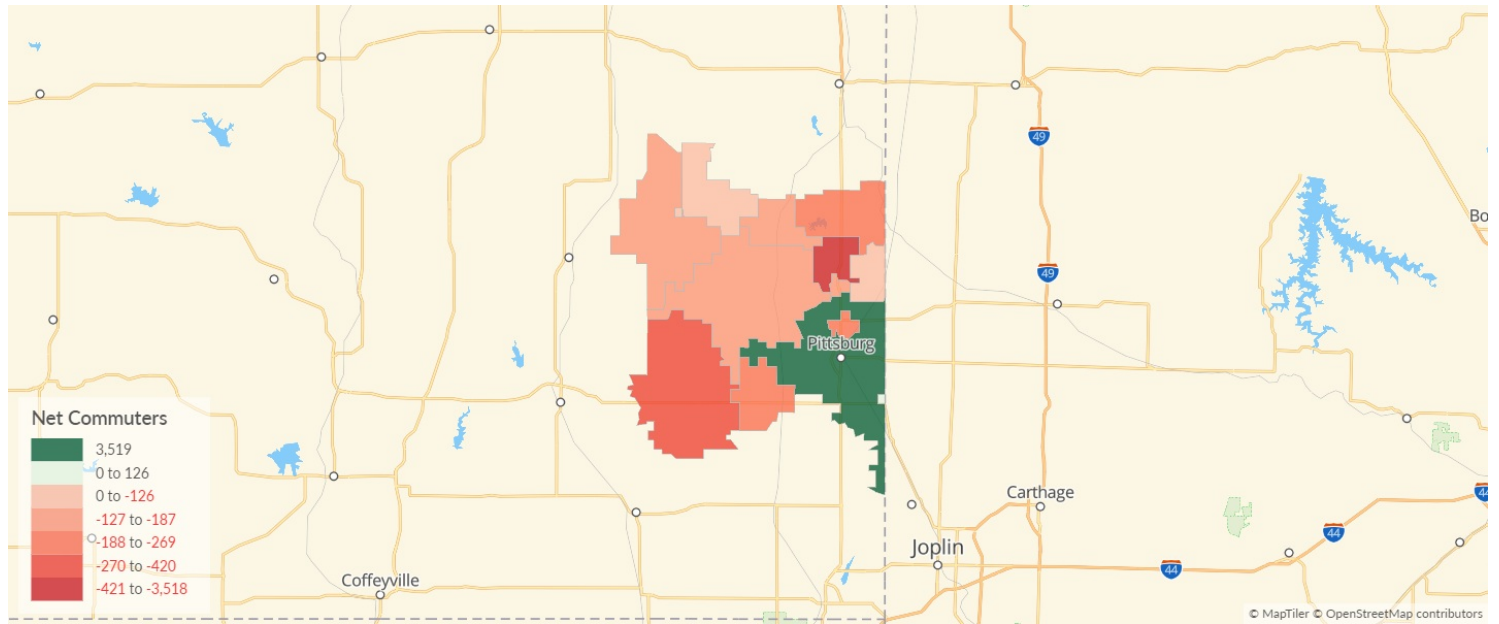 49
Bo
49
Pittsburg
Net Commuters
3,519
0 to 126
0 to -126
-127 to -187
-188 to -269
-270 to -420
-421 to -3,518
Carthage
44
44
Joplin
44
Coffeyville
© MapTiler © OpenStreetMap contributors